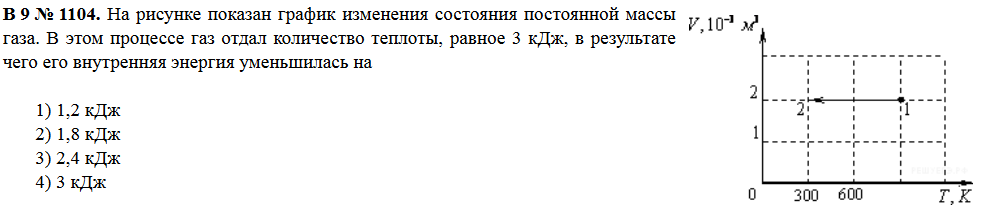 В 9 № 1104. На рисунке показан график изменения состояния постоянной массы
газа. В этом процессе газ отдал количество теплоты, равное 3 кДж, в результате
чего его внутренняя энергия уменьшилась на
1) 1,2 кДж
2) 1,8 кДж
3) 2,4 кДж
4) 3 кДж
V, 10⁻³ м³
2
2
1
1
0 300 600 T, K